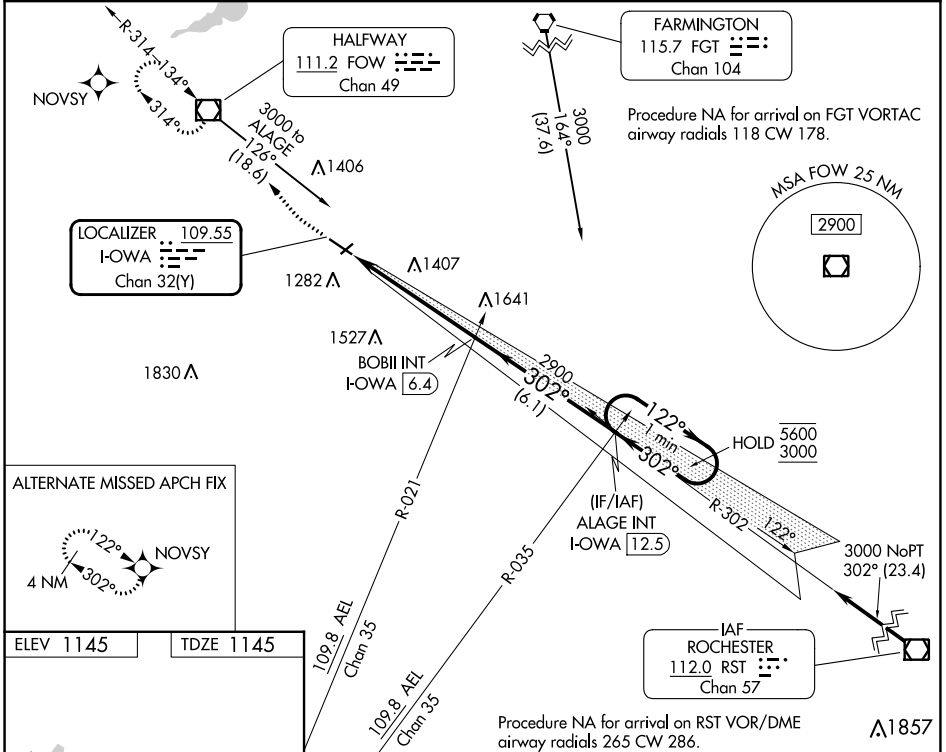 R-314
134°
314°
NOVSY
HALFWAY
111.2 FOW
Chan 49
FARMINGTON
115.7 FGT
Chan 104
3000 to
ALAGE
126°
(18.6)
1406
3000
164°
(37.6)
Procedure NA for arrival on FGT VORTAC
airway radials 118 CW 178.
MSA FOW 25 NM
2900
LOCALIZER 109.55
I-OWA
Chan 32(Y)
1282
1407
1641
1527
BOBII INT
I-OWA 6.4
1830
2900
302°
(6.1)
122°
1 min
302°
HOLD 5600
3000
(IF/IAF)
ALAGE INT
I-OWA 12.5
R-302
122°
3000 NoPT
302° (23.4)
R-021
R-035
109.8 AEL
Chan 35
109.8 AEL
Chan 35
ALTERNATE MISSED APCH FIX
122°
302°
4 NM
NOVSY
ELEV 1145
TDZE 1145
IAF
ROCHESTER
112.0 RST
Chan 57
Procedure NA for arrival on RST VOR/DME
airway radials 265 CW 286.
1857